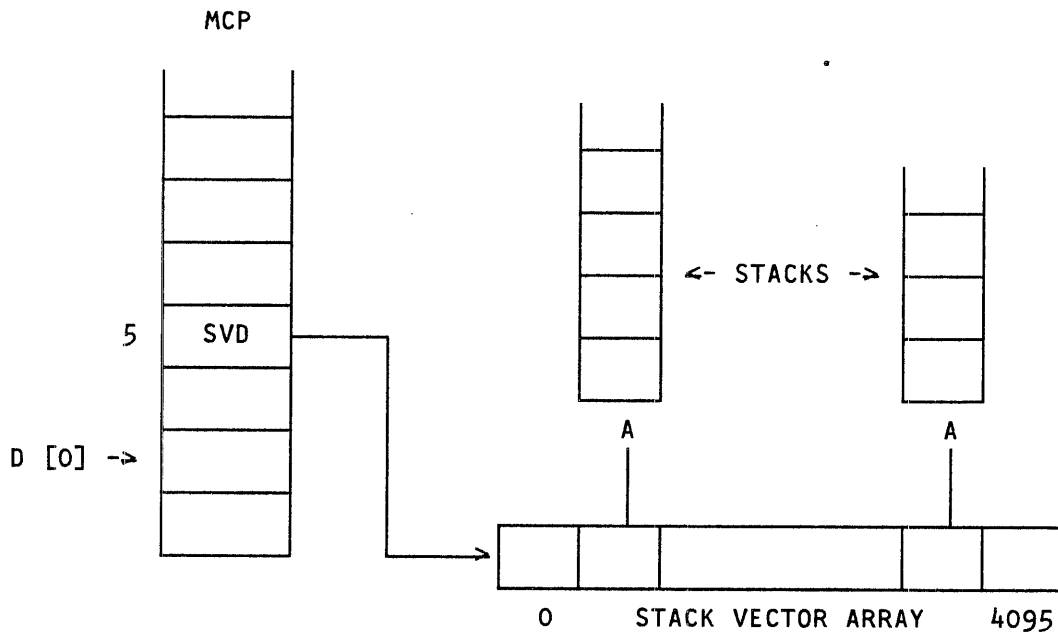 MCP
<- STACKS ->
5 SVD
A A
D [0] ->
0 STACK VECTOR ARRAY 4095